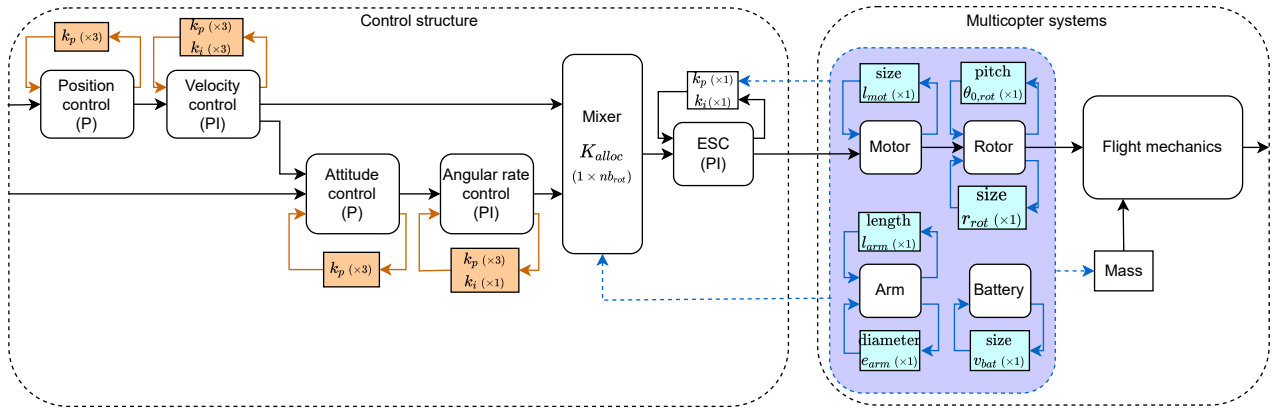 Control structure
Multicopter systems
k_p (×3)
k_p (×3)
k_i (×3)
Position
control
(P)
Velocity
control
(PI)
Attitude
control
(P)
Angular rate
control
(PI)
k_p (×3)
k_p (×3)
k_i (×1)
Mixer
K_alloc
(1 × nb_rot)
k_p (×1)
k_i (×1)
ESC
(PI)
size
l_mot (×1)
pitch
θ_0,rot (×1)
Motor
Rotor
size
r_rot (×1)
length
l_arm (×1)
Arm
Battery
diameter
e_arm (×1)
size
v_bat (×1)
Flight mechanics
Mass